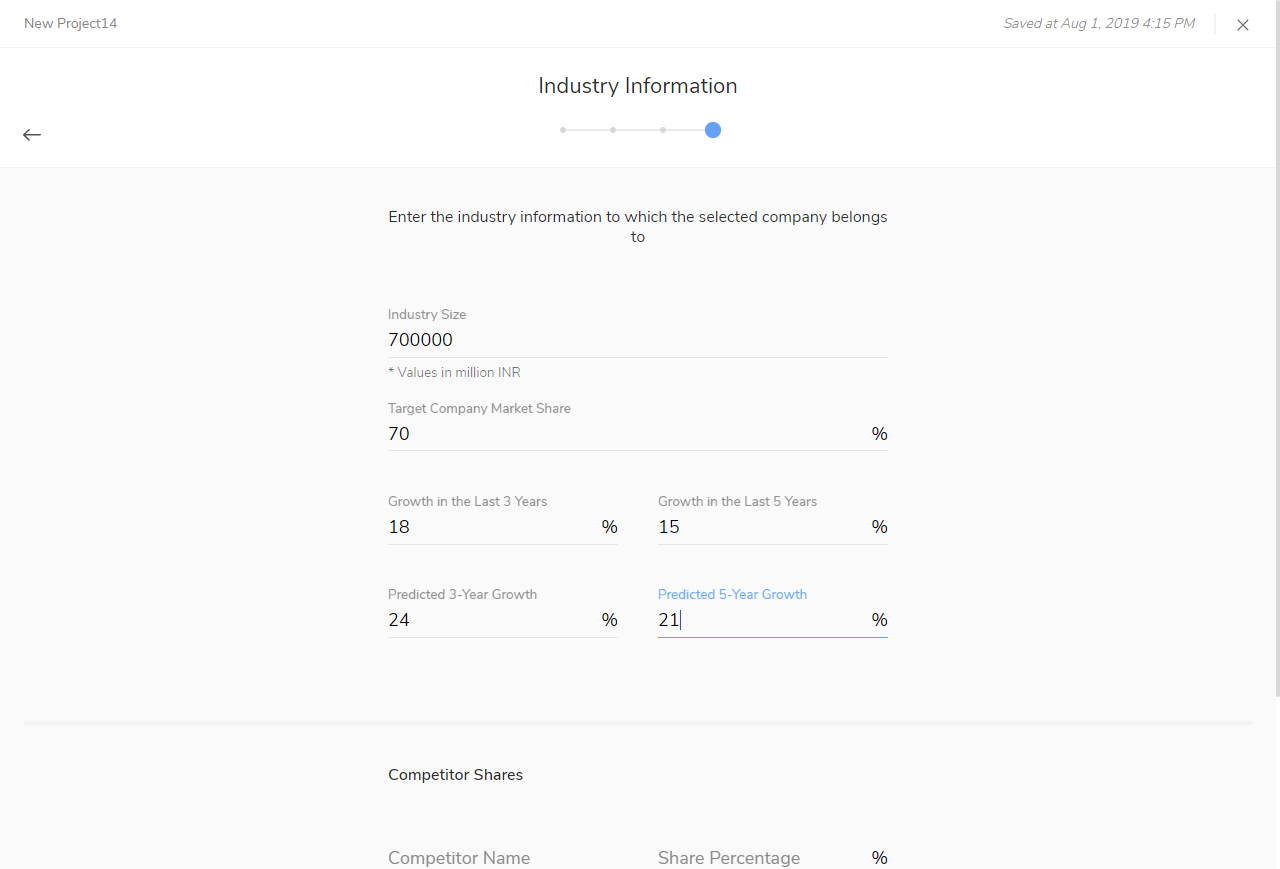 New Project14
Saved at Aug 1, 2019 4:15 PM
Industry Information
Enter the industry information to which the selected company belongs
to
Industry Size
700000
* Values in million INR
Target Company Market Share
70 %
Growth in the Last 3 Years Growth in the Last 5 Years
18 % 15 %
Predicted 3-Year Growth Predicted 5-Year Growth
24 % 21 %
Competitor Shares
Competitor Name Share Percentage %